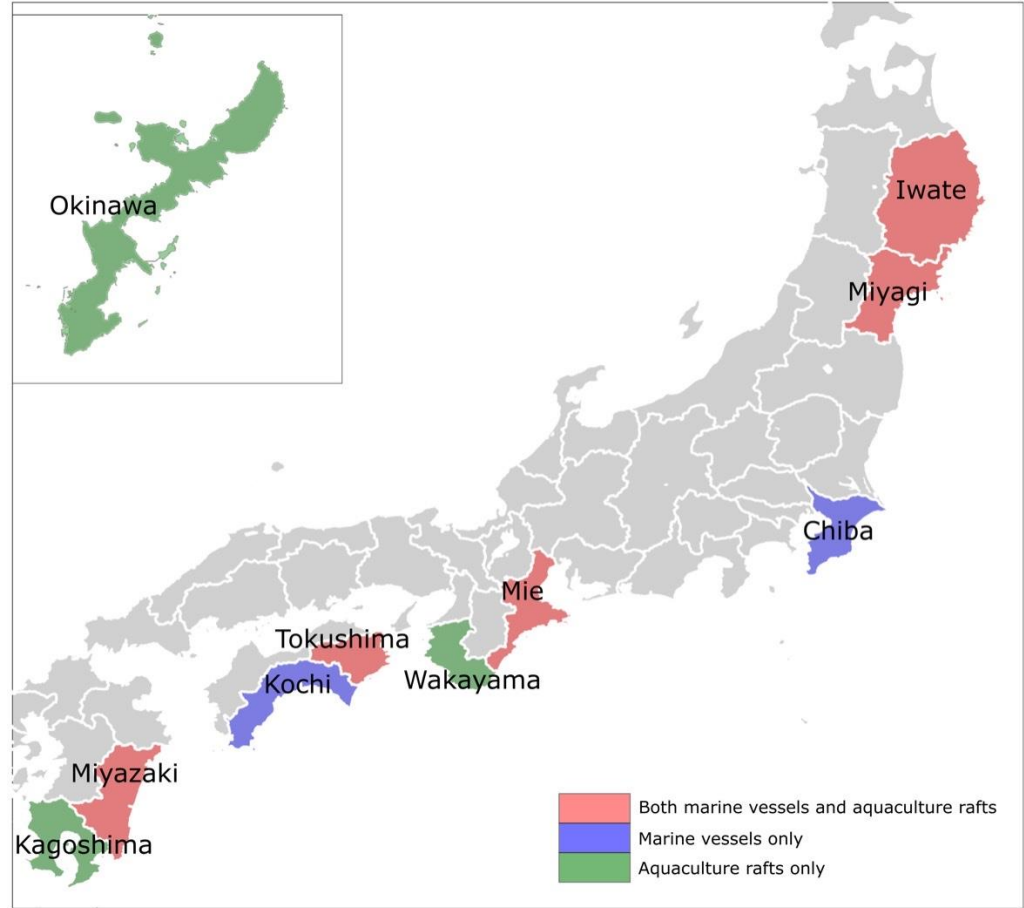 Okinawa
Iwate
Miyagi
Chiba
Mie
Tokushima
Wakayama
Kochi
Miyazaki
Kagoshima
Both marine vessels and aquaculture rafts
Marine vessels only
Aquaculture rafts only